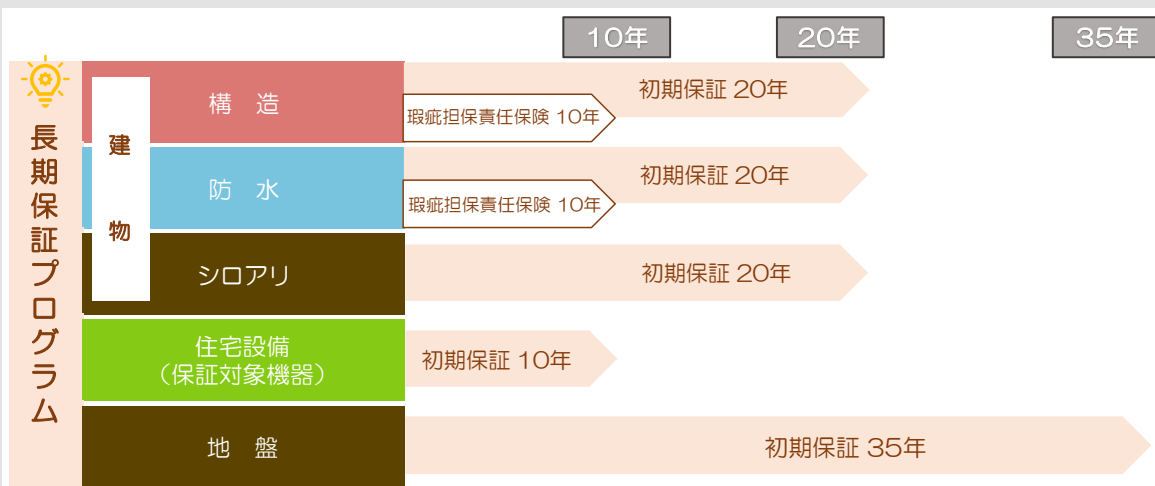 10年
20年
35年
長期保証プログラム
建物
構 造
初期保証 20年
瑕疵担保責任保険 10年
防 水
初期保証 20年
瑕疵担保責任保険 10年
シロアリ
初期保証 20年
住宅設備
（保証対象機器）
初期保証 10年
地 盤
初期保証 35年